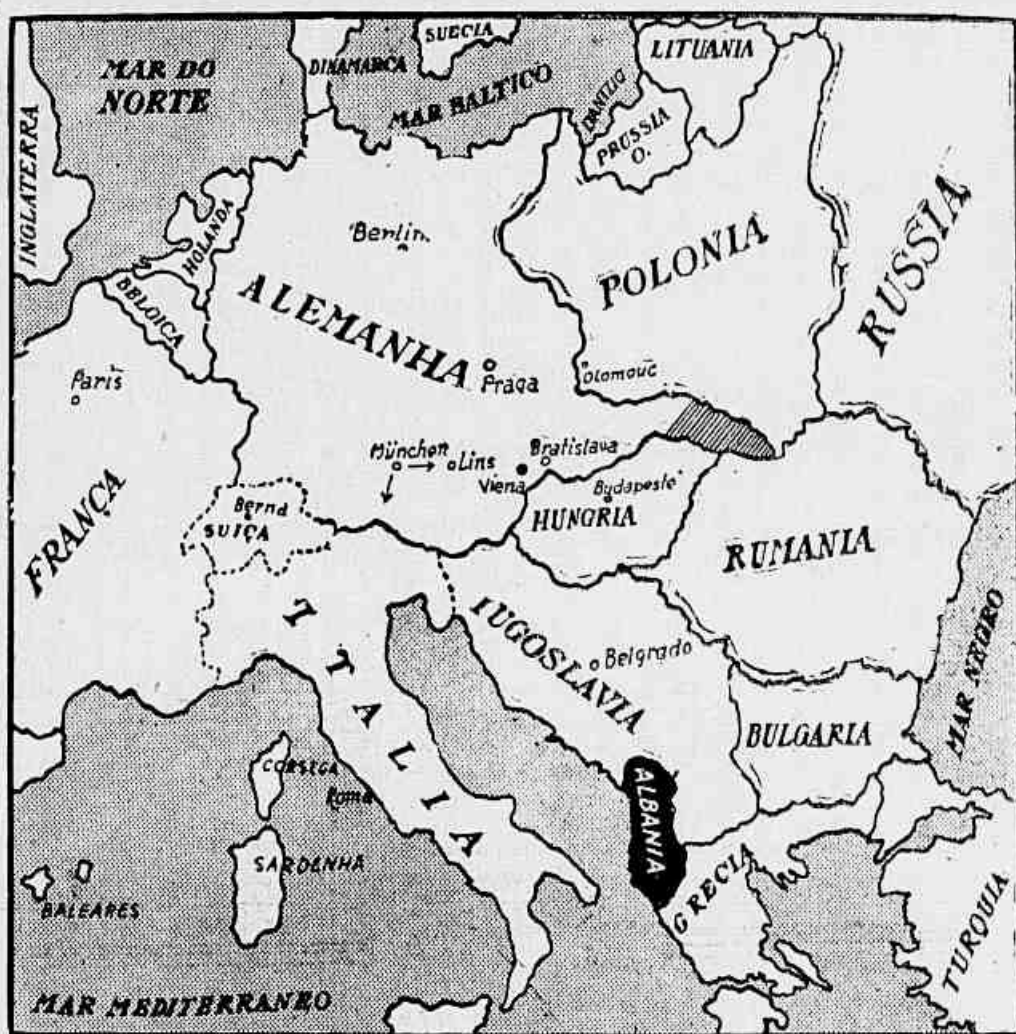 MAR DO
NORTE
SUECIA
DINAMARCA
MAR BALTICO
LITUANIA
DANTZIG
PRUSSIA
O.
INGLATERRA
HOLANDA
BELGICA
Berlin
ALEMANHA
POLONIA
RUSSIA
Paris
Praga
Olomouc
München
Lins
Bratislava
Viena
Budapeste
HUNGRIA
Berna
SUIÇA
FRANÇA
RUMANIA
ITALIA
IUGOSLAVIA
Belgrado
MAR NEGRO
BULGARIA
CORSEGA
Roma
ALBANIA
SARDENHA
BALEARES
GRECIA
TURQUIA
MAR MEDITERRANEO